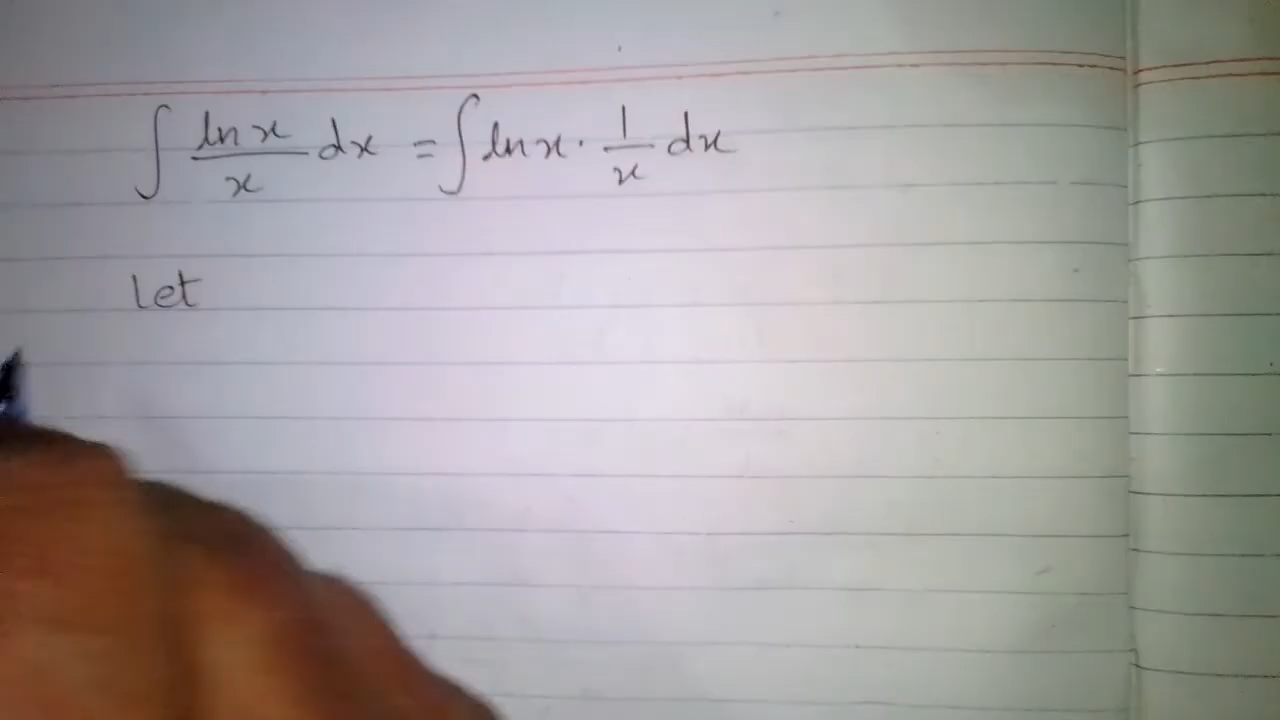 ∫ ln x / x dx = ∫ ln x · 1/x dx
Let